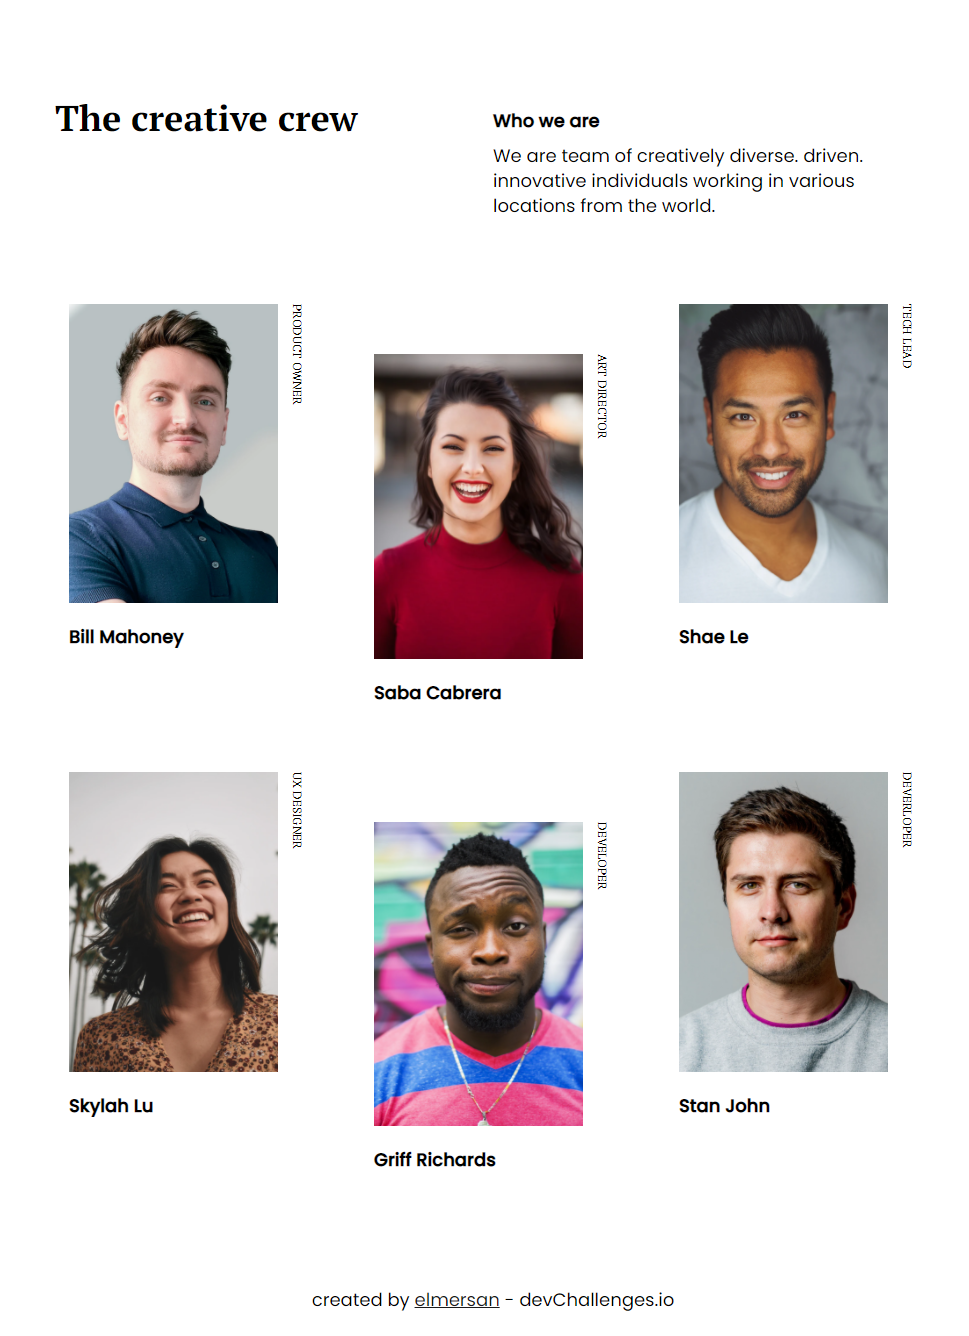 The creative crew
Who we are
We are team of creatively diverse. driven.
innovative individuals working in various
locations from the world.
PRODUCT OWNER
Bill Mahoney
ART DIRECTOR
Saba Cabrera
TECH LEAD
Shae Le
UX DESIGNER
Skylah Lu
DEVELOPER
Griff Richards
DEVERLOPER
Stan John
created by elmersan - devChallenges.io